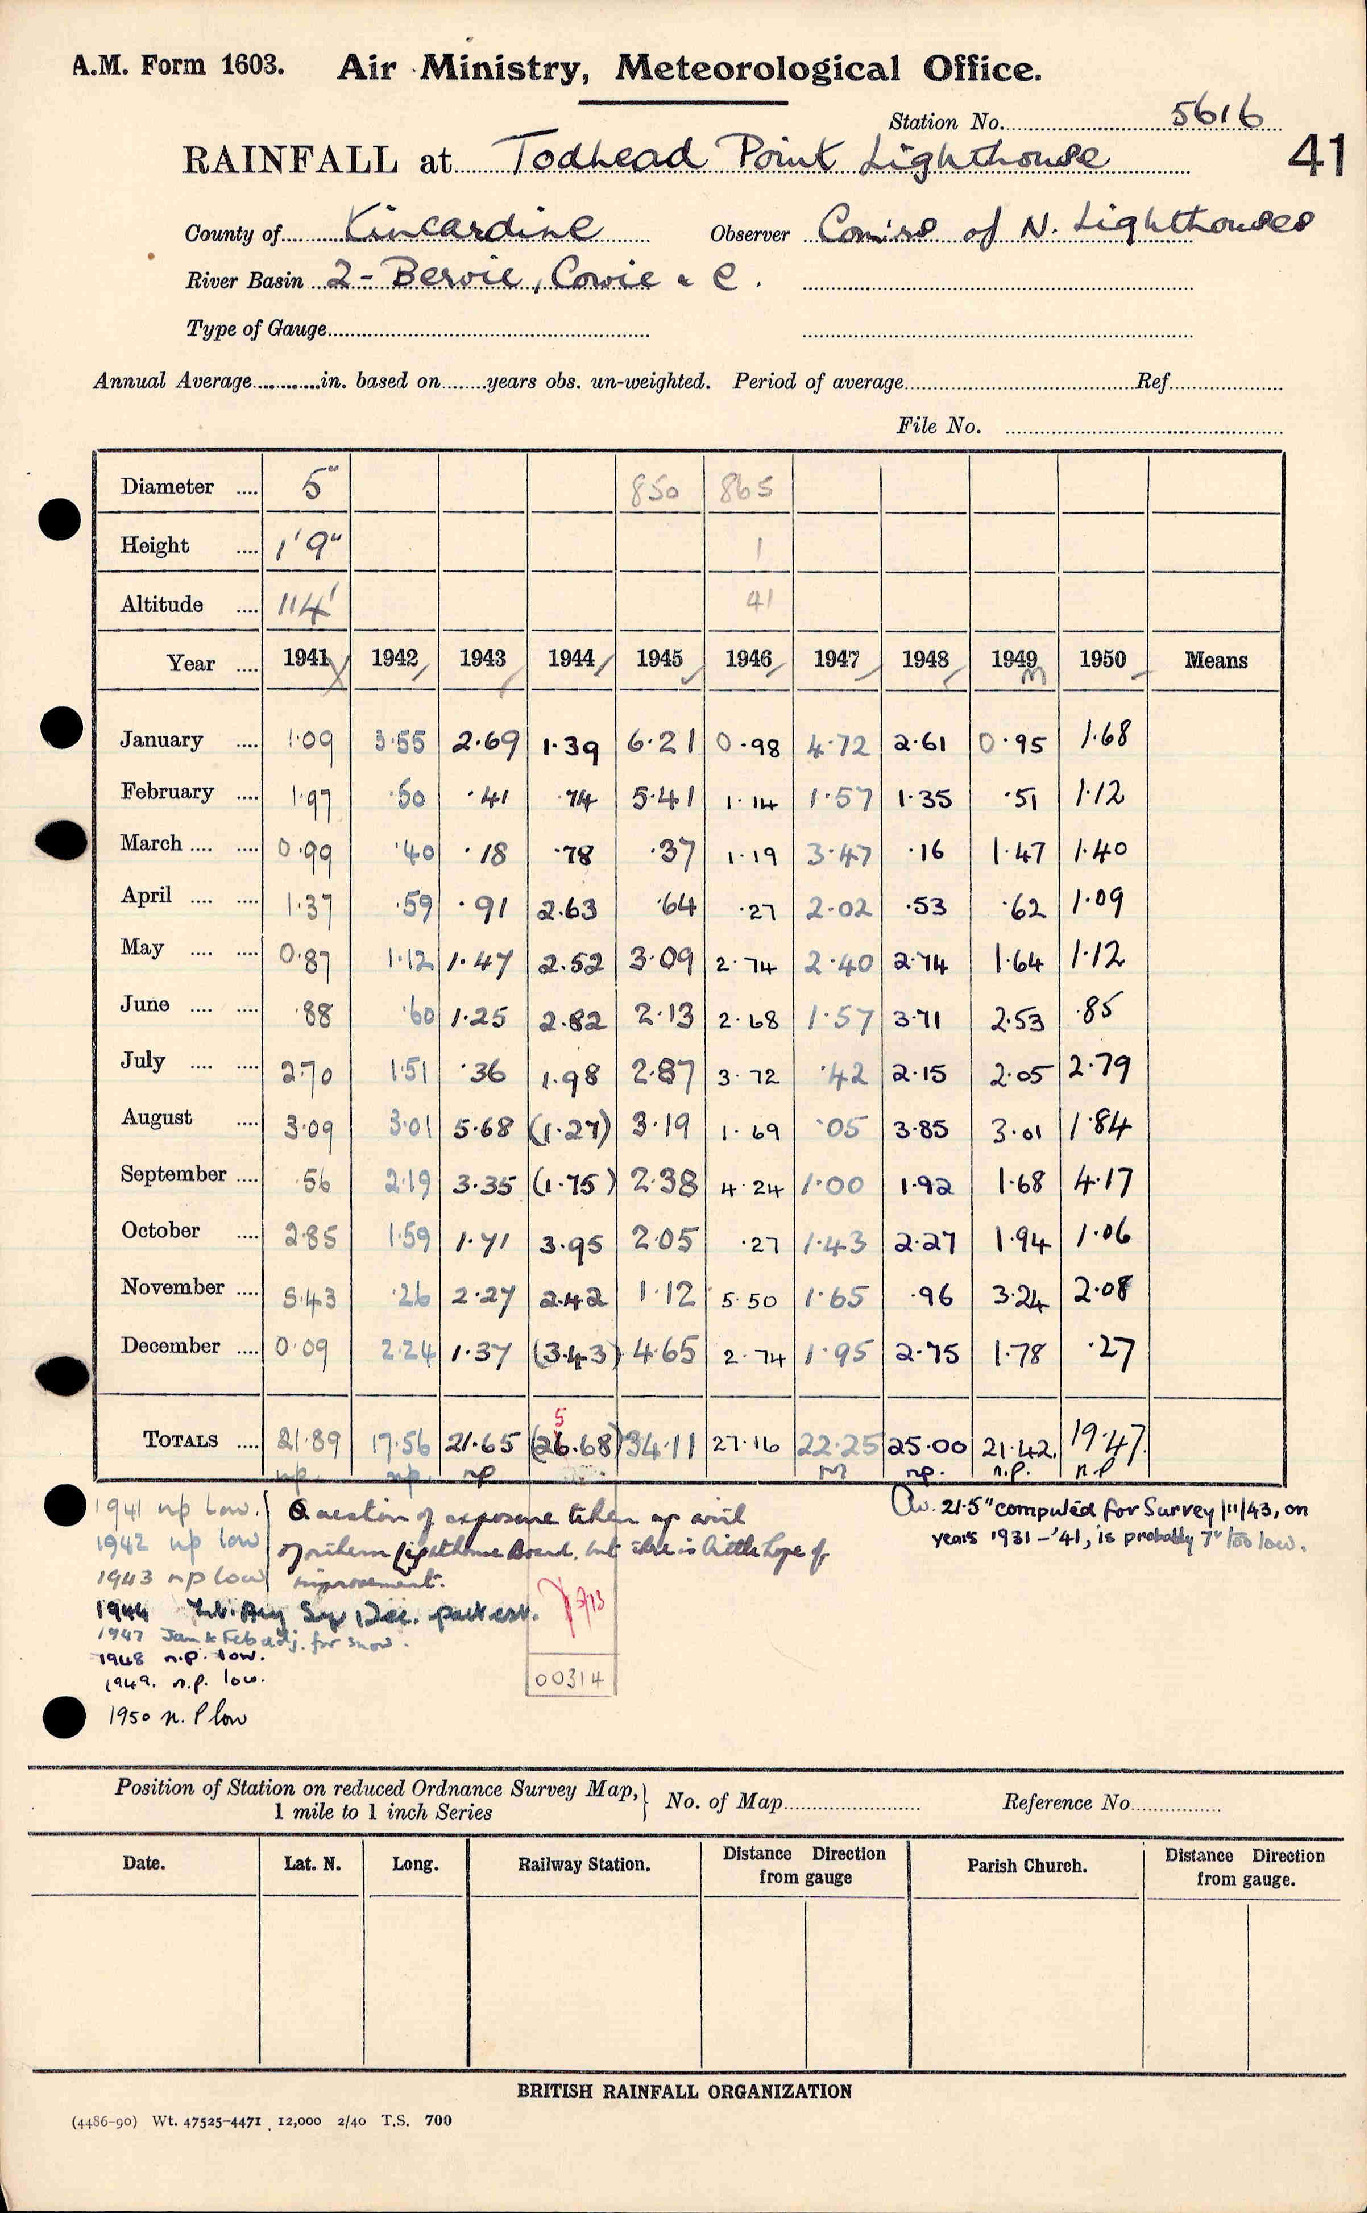 A.M. Form 1603. Air Ministry, Meteorological Office.
Station No. 5616
RAINFALL at Todhead Point Lighthouse 41
County of Kincardine Observer Com'rs of N. Lighthouses
River Basin 2 - Bervie, Cowie & C.
Type of Gauge
Annual Average in. based on years obs. un-weighted. Period of average Ref
File No.
Diameter 5" 850 865
Height 1' 9" 1
Altitude 114' 41
Year 1941 1942 1943 1944 1945 1946 1947 1948 1949 1950 Means
m
January 1.09 3.55 2.69 1.39 6.21 0.98 4.72 2.61 0.95 1.68
February 1.97 .50 .41 .74 5.41 1.14 1.57 1.35 .51 1.12
March 0.99 .40 .18 .78 .37 1.19 3.47 .16 1.47 1.40
April 1.37 .59 .91 2.63 .64 .27 2.02 .53 .62 1.09
May 0.87 1.12 1.47 2.52 3.09 2.74 2.40 2.74 1.64 1.12
June .88 .60 1.25 2.82 2.13 2.68 1.57 3.71 2.53 .85
July 2.70 1.51 .36 1.98 2.87 3.72 .42 2.15 2.05 2.79
August 3.09 3.01 5.68 (1.27) 3.19 1.69 .05 3.85 3.01 1.84
September .56 2.19 3.35 (1.75) 2.38 4.24 1.00 1.92 1.68 4.17
October 2.85 1.59 1.71 3.95 2.05 .27 1.43 2.27 1.94 1.06
November 5.43 .26 2.27 2.42 1.12 5.50 1.65 .96 3.24 2.08
December 0.09 2.24 1.37 (3.43) 4.65 2.74 1.95 2.75 1.78 .27
5
TOTALS 21.89 17.56 21.65 (26.68) 34.11 27.16 22.25 25.00 21.42 19.47
np. np. np m np. n.p. n.p
1941 np Low. Question of exposure taken up with
1942 np low Northern Lighthouse Board, but there is little hope of
1943 np low improvement.
Av. 21.5" computed for Survey 1/11/43, on
years 1931-'41, is probably 7"/100 low.
1944 Aug Sep Dec. part est.
1947 Jan & Feb adj. for snow.
1948 n.p. low.
1949. n.p. low.
00314
1950 n. P low
Position of Station on reduced Ordnance Survey Map,
1 mile to 1 inch Series
No. of Map Reference No
Date. Lat. N. Long. Railway Station. Distance Direction from gauge Parish Church. Distance Direction from gauge.
BRITISH RAINFALL ORGANIZATION
(4486-90) Wt. 47525-4471 12,000 2/40 T.S. 700